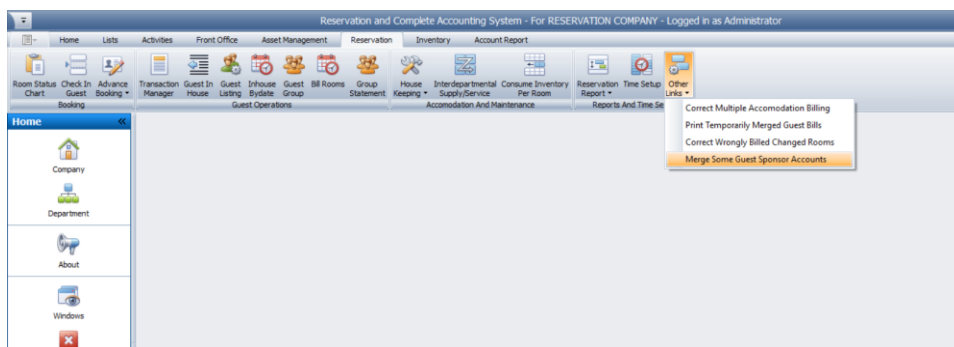 Reservation and Complete Accounting System - For RESERVATION COMPANY - Logged in as Administrator
Home Lists Activities Front Office Asset Management Reservation Inventory Account Report
Room Status Check In Advance Transaction Guest In Guest Inhouse Guest Bill Rooms Group House Interdepartmental Consume Inventory Reservation Time Setup Other
Chart Guest Booking Manager House Listing Bydate Group Statement Keeping Supply/Service Per Room Report Links
Booking Guest Operations Accomodation And Maintenance Reports And Time Se
Correct Multiple Accomodation Billing
Print Temporarily Merged Guest Bills
Correct Wrongly Billed Changed Rooms
Merge Some Guest Sponsor Accounts
Home
Company
Department
About
Windows